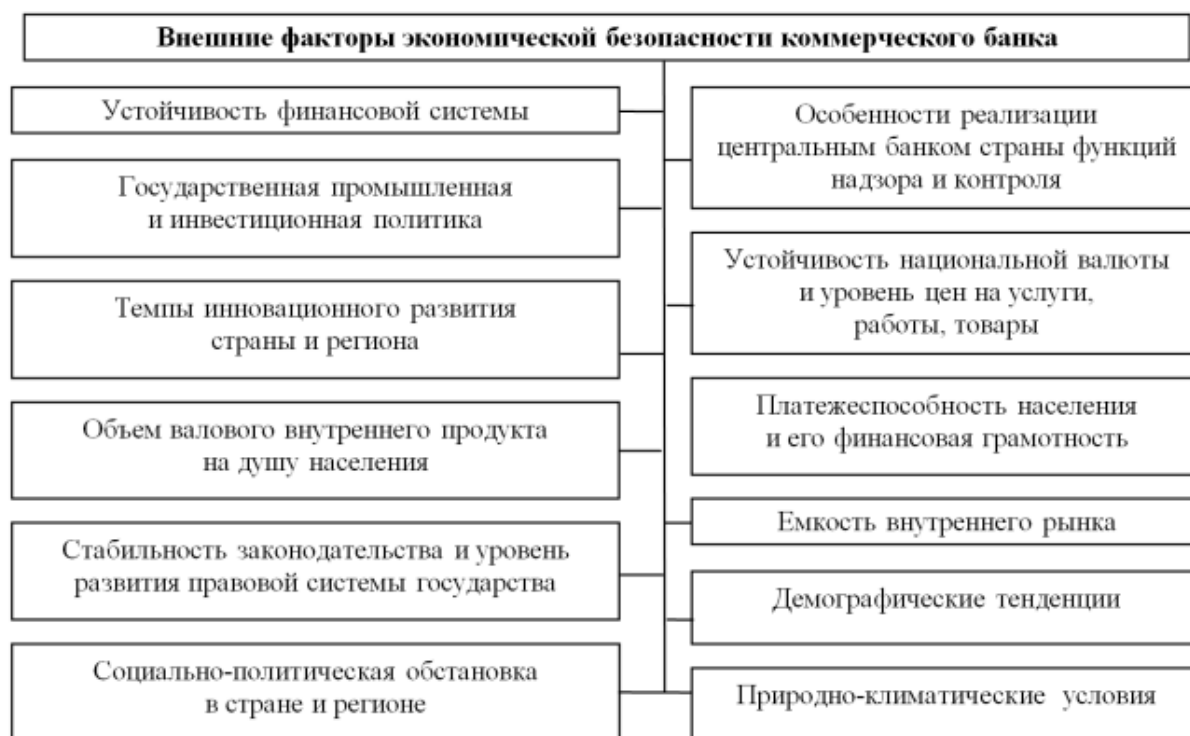 Внешние факторы экономической безопасности коммерческого банка
Устойчивость финансовой системы
Государственная промышленная
и инвестиционная политика
Темпы инновационного развития
страны и региона
Объем валового внутреннего продукта
на душу населения
Стабильность законодательства и уровень
развития правовой системы государства
Социально-политическая обстановка
в стране и регионе
Особенности реализации
центральным банком страны функций
надзора и контроля
Устойчивость национальной валюты
и уровень цен на услуги,
работы, товары
Платежеспособность населения
и его финансовая грамотность
Емкость внутреннего рынка
Демографические тенденции
Природно-климатические условия